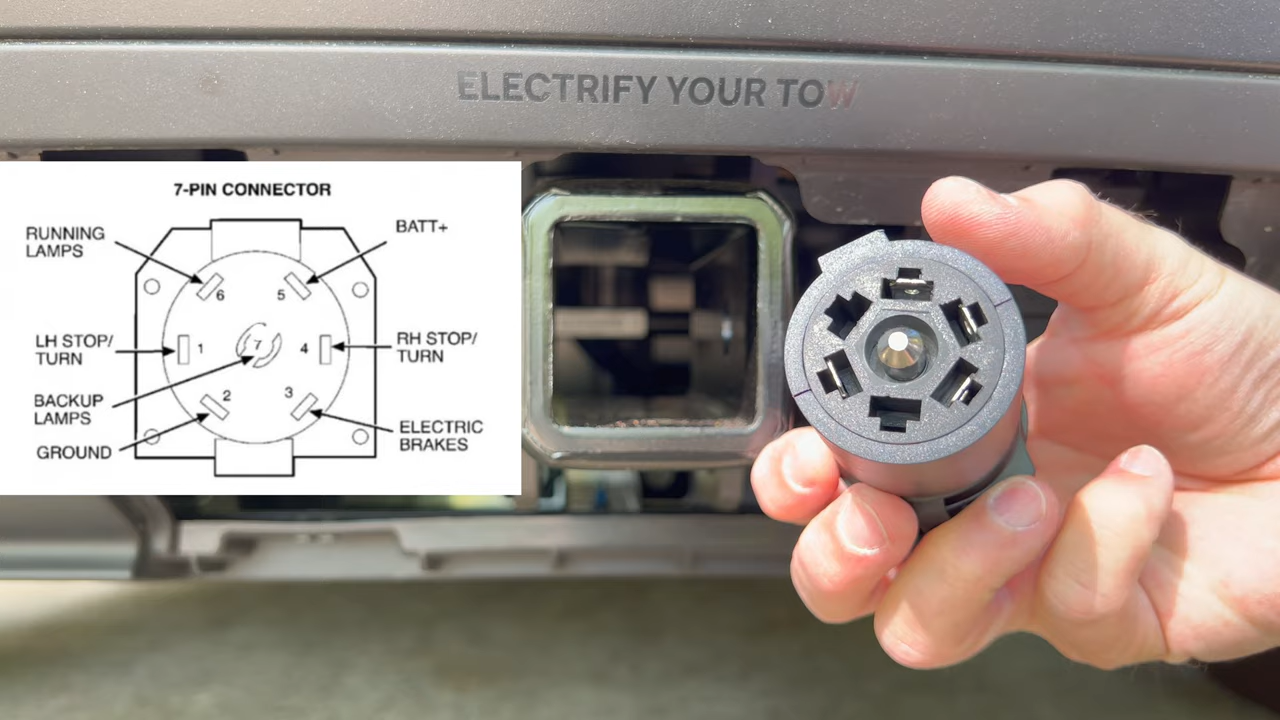 ELECTRIFY YOUR TOW
7-PIN CONNECTOR
RUNNING
LAMPS
BATT+
6
5
LH STOP/
TURN
1
7
4
RH STOP/
TURN
BACKUP
LAMPS
2
3
GROUND
ELECTRIC
BRAKES